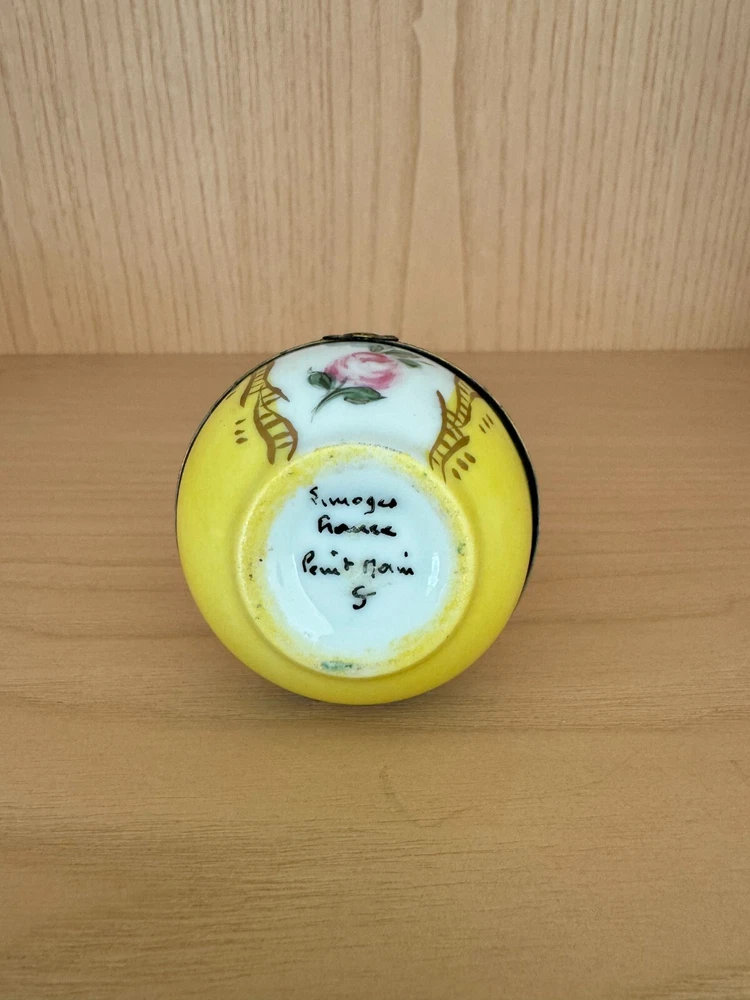 Limoges
France
Peint Main